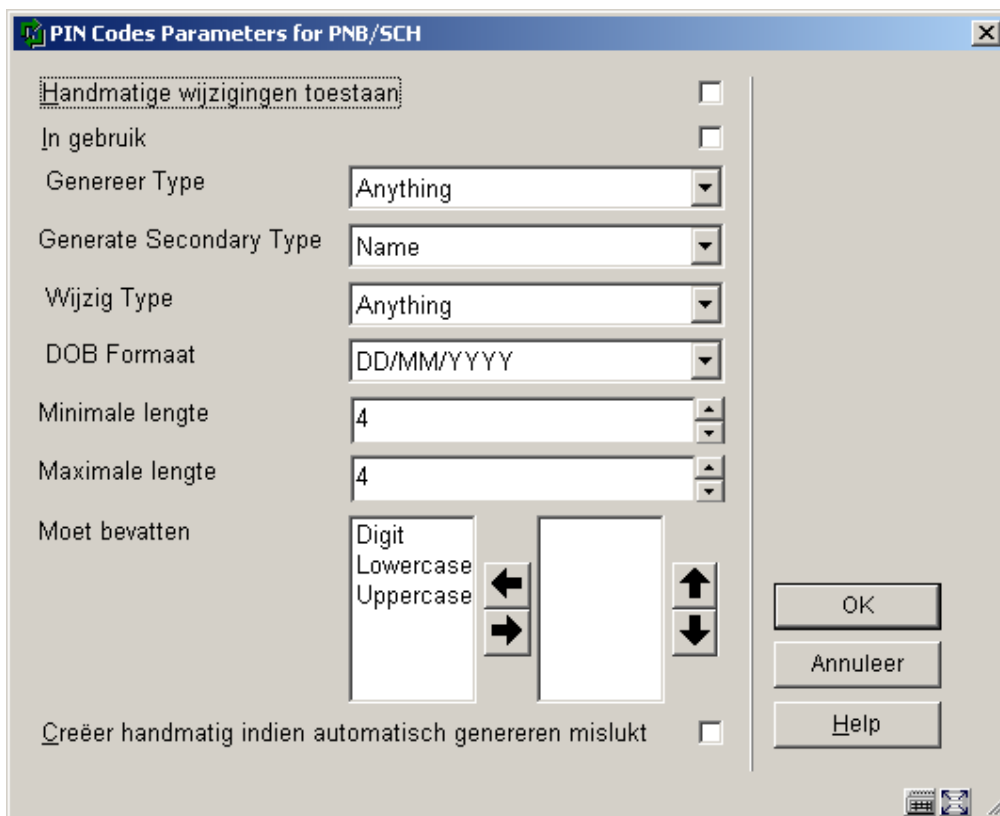 PIN Codes Parameters for PNB/SCH
Handmatige wijzigingen toestaan
In gebruik
Genereer Type Anything
Generate Secondary Type Name
Wijzig Type Anything
DOB Formaat DD/MM/YYYY
Minimale lengte 4
Maximale lengte 4
Moet bevatten
Digit
Lowercase
Uppercase
OK
Annuleer
Help
Creëer handmatig indien automatisch genereren mislukt